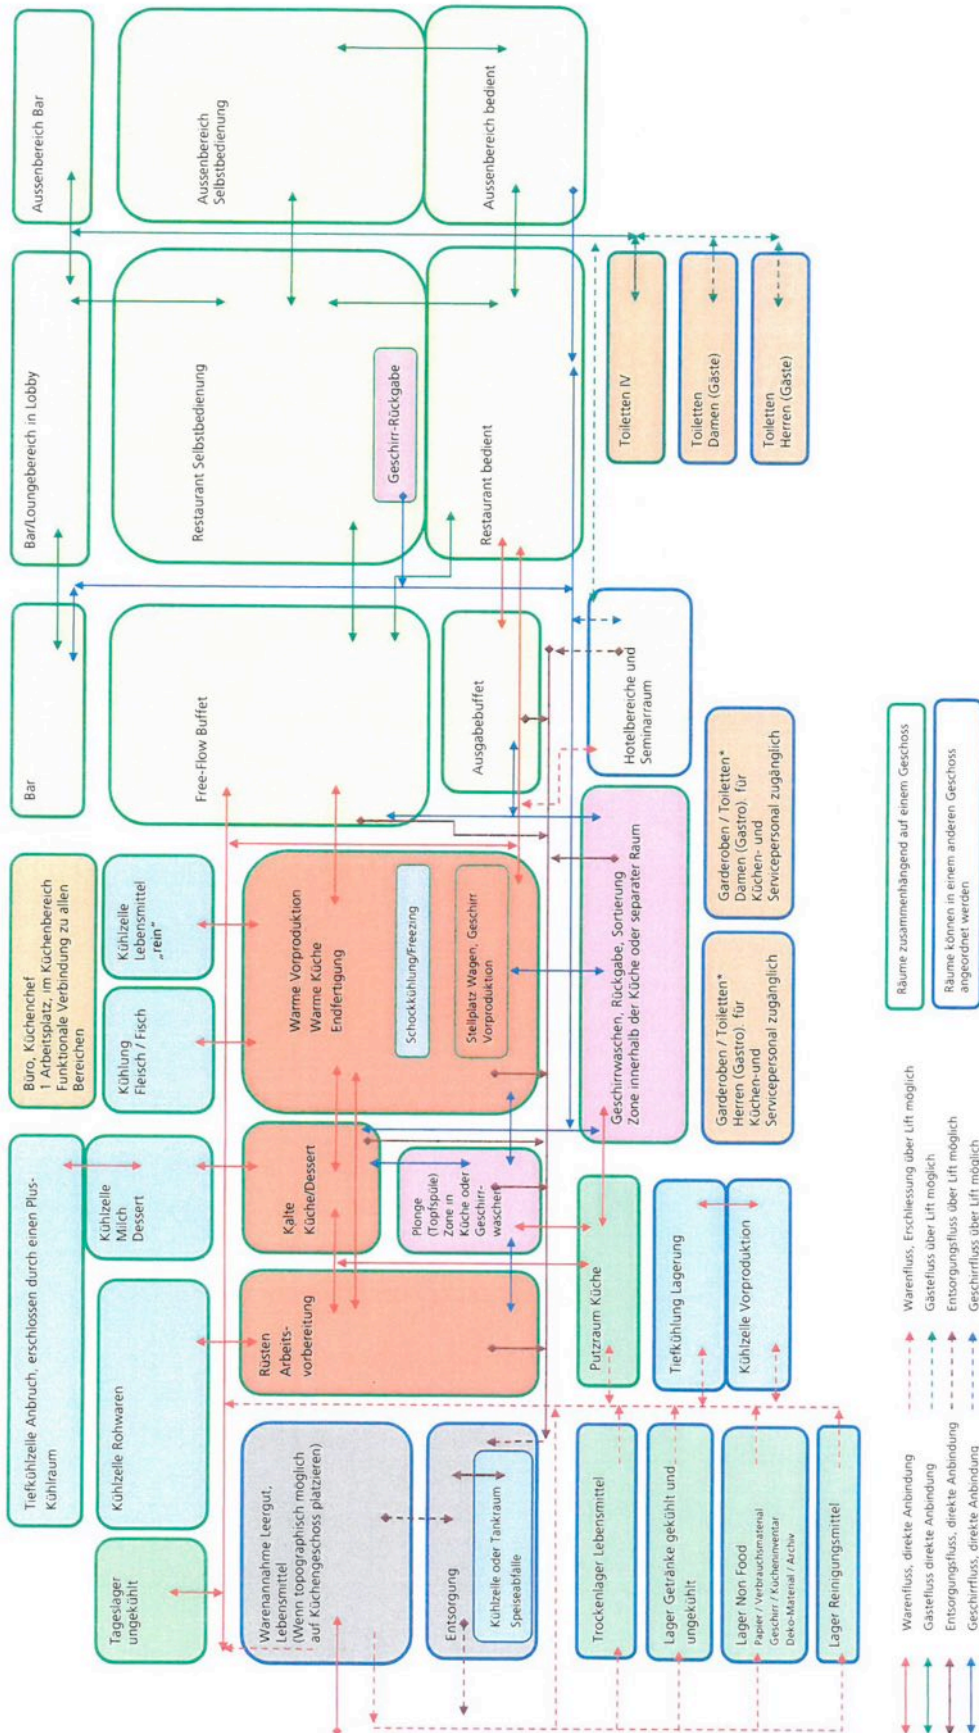 Tiefkühlzelle Anbruch, erschlossen durch einen Plus-
Kühlraum
Büro, Küchenchef
1 Arbeitsplatz, im Küchenbereich
Funktionale Verbindung zu allen
Bereichen
Bar
Bar/Loungebereich in Lobby
Aussenbereich Bar
Tageslager
ungekühlt
Kühlzelle Rohwaren
Kühlzelle
Milch
Dessert
Kühlung
Fleisch / Fisch
Kühlzelle
Lebensmittel
„rein“
Free-Flow Buffet
Restaurant Selbstbedienung
Aussenbereich
Selbstbedienung
Warenannahme Leergut,
Lebensmittel
(Wenn topographisch möglich
auf Küchengeschoss platzieren)
Rüsten
Arbeits-
vorbereitung
Kalte
Küche/Dessert
Warme Vorproduktion
Warme Küche
Endfertigung
Schockkühlung/Freezing
Stellplatz Wagen, Geschirr
Vorproduktion
Geschirr-Rückgabe
Entsorgung
Kühlzelle oder Tankraum
Speiseabfälle
Plonge
(Topfspüle)
Zone in
Küche oder
Geschirr-
waschen
Ausgabebuffet
Restaurant bedient
Aussenbereich bedient
Trockenlager Lebensmittel
Putzraum Küche
Geschirrwaschen, Rückgabe, Sortierung
Zone innerhalb der Küche oder separater Raum
Hotelbereiche und
Seminarraum
Toiletten IV
Lager Getränke gekühlt und
ungekühlt
Tiefkühlung Lagerung
Kühlzelle Vorproduktion
Toiletten
Damen (Gäste)
Lager Non Food
Papier / Verbrauchsmaterial
Geschirr / Kücheninventar
Deko-Material / Archiv
Garderoben / Toiletten*
Herren (Gastro). für
Küchen-und
Servicepersonal zugänglich
Garderoben / Toiletten*
Damen (Gastro). für
Küchen- und
Servicepersonal zugänglich
Toiletten
Herren (Gäste)
Lager Reinigungsmittel
Warenfluss, direkte Anbindung
Gästefluss direkte Anbindung
Entsorgungsfluss, direkte Anbindung
Geschirrfluss, direkte Anbindung
Warenfluss, Erschliessung über Lift möglich
Gästefluss über Lift möglich
Entsorgungsfluss über Lift möglich
Geschirrfluss über Lift möglich
Räume zusammenhängend auf einem Geschoss
Räume können in einem anderen Geschoss
angeordnet werden